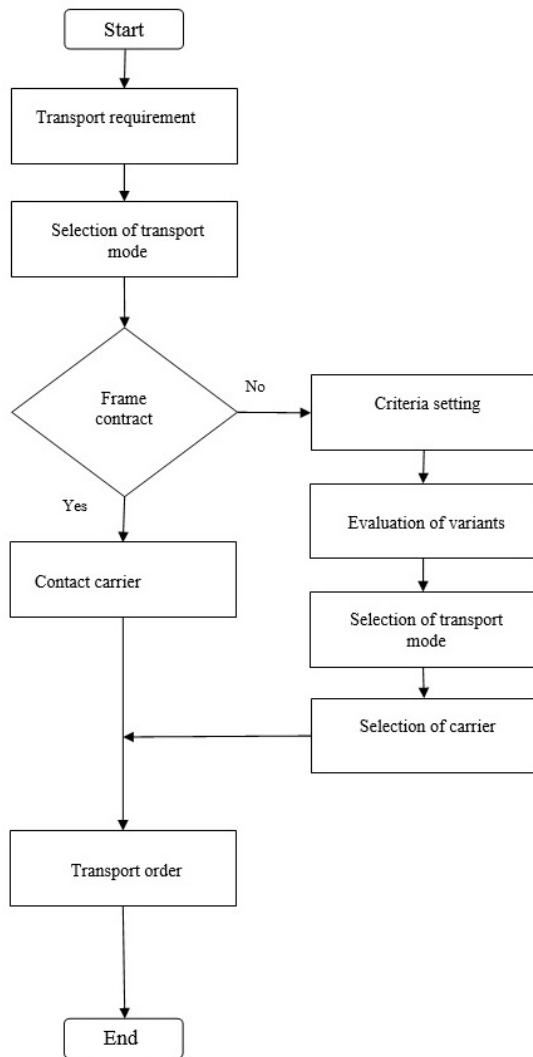 Start
Transport requirement
Selection of transport
mode
Frame
contract
No
Criteria setting
Yes
Evaluation of variants
Contact carrier
Selection of transport
mode
Selection of carrier
Transport order
End